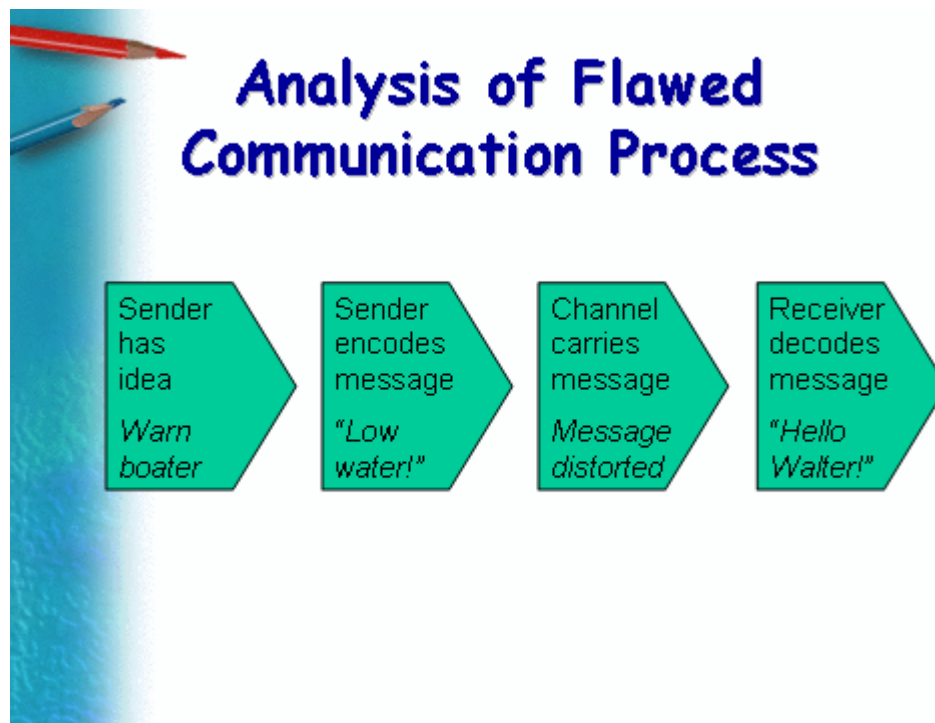 Analysis of Flawed
Communication Process
Sender
has
idea
Warn
boater
Sender
encodes
message
“Low
water!”
Channel
carries
message
Message
distorted
Receiver
decodes
message
“Hello
Walter!”